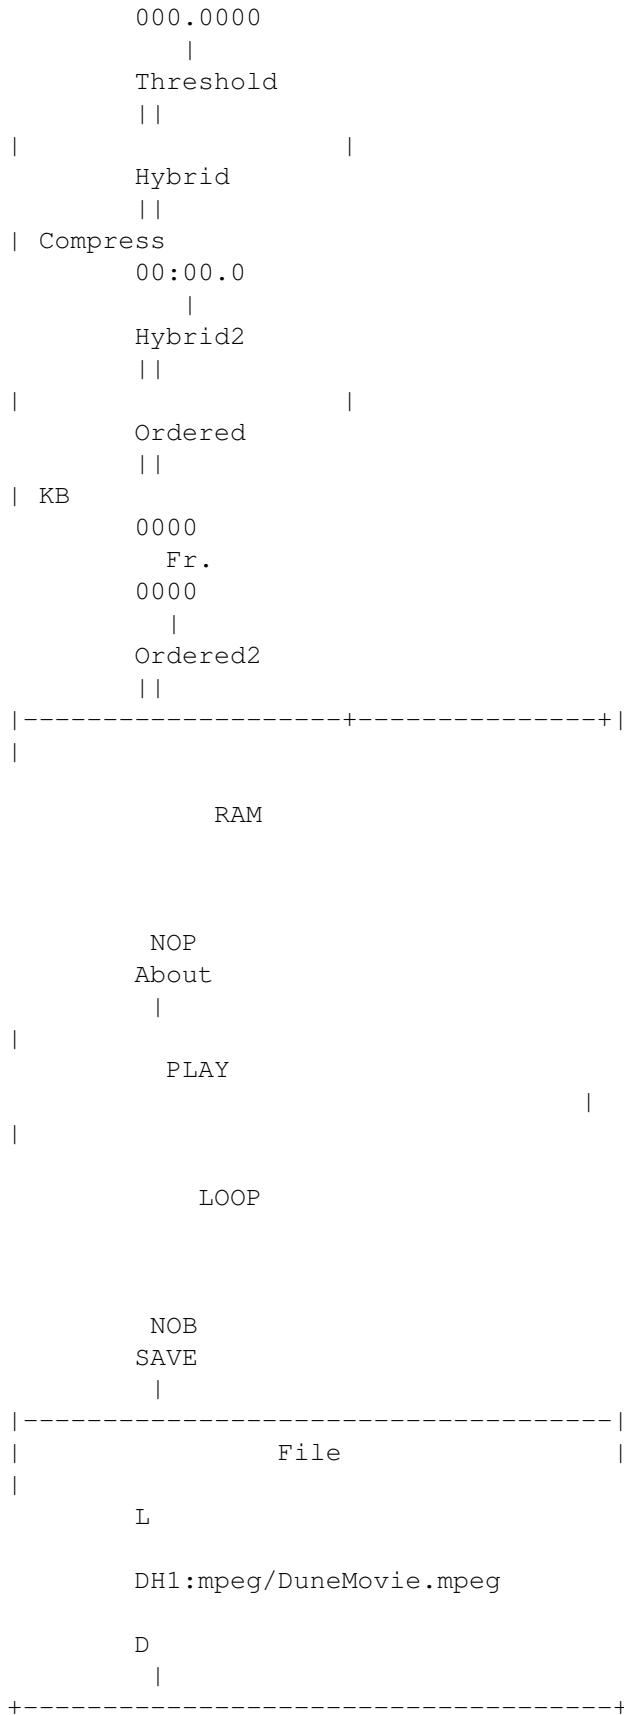 000.0000
|
Threshold
||
| |
Hybrid
||
| Compress
00:00.0
|
Hybrid2
||
| |
Ordered
||
| KB
0000
Fr.
0000
|
Ordered2
||
|--------------------+---------------+|
|
RAM
NOP
About
|
|
PLAY
|
|
LOOP
NOB
SAVE
|
|-------------------------------------|
| File |
|
L
DH1:mpeg/DuneMovie.mpeg
D
|
+-------------------------------------+